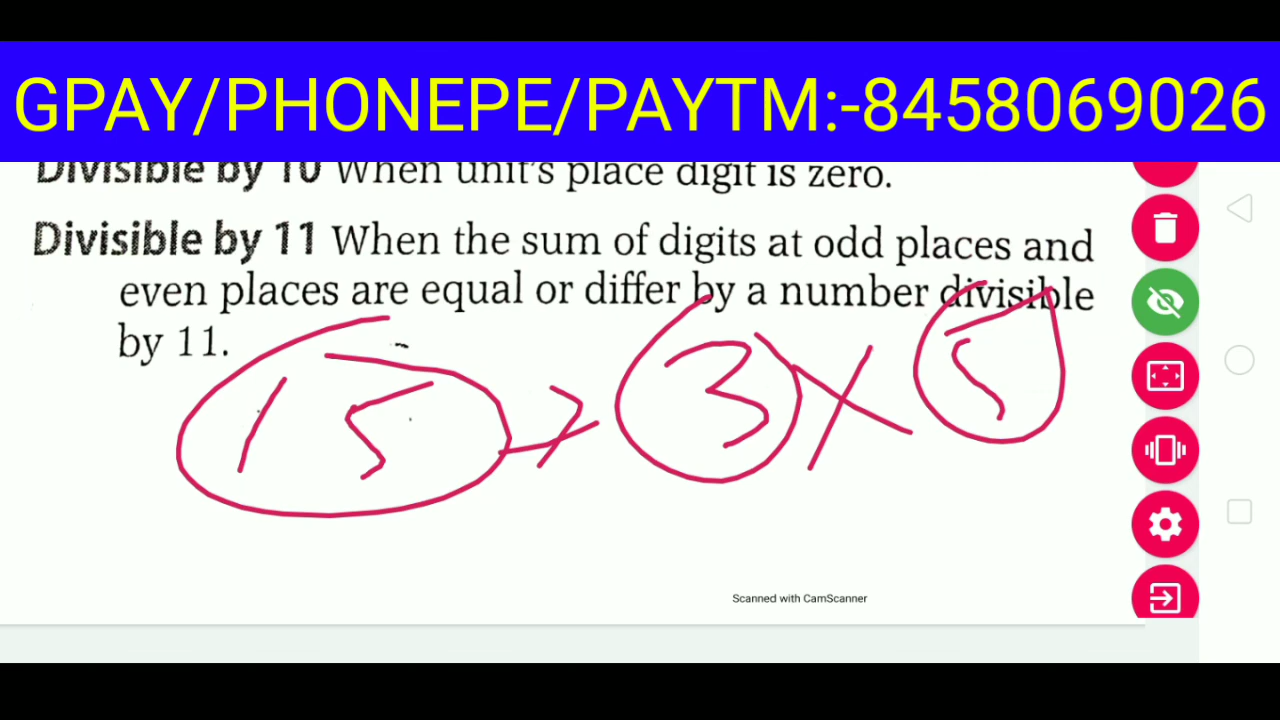 GPAY/PHONEPE/PAYTM:-8458069026
Divisible by 10 When unit's place digit is zero.
Divisible by 11 When the sum of digits at odd places and
even places are equal or differ by a number divisible
by 11.
15 → 3 X 5
Scanned with CamScanner